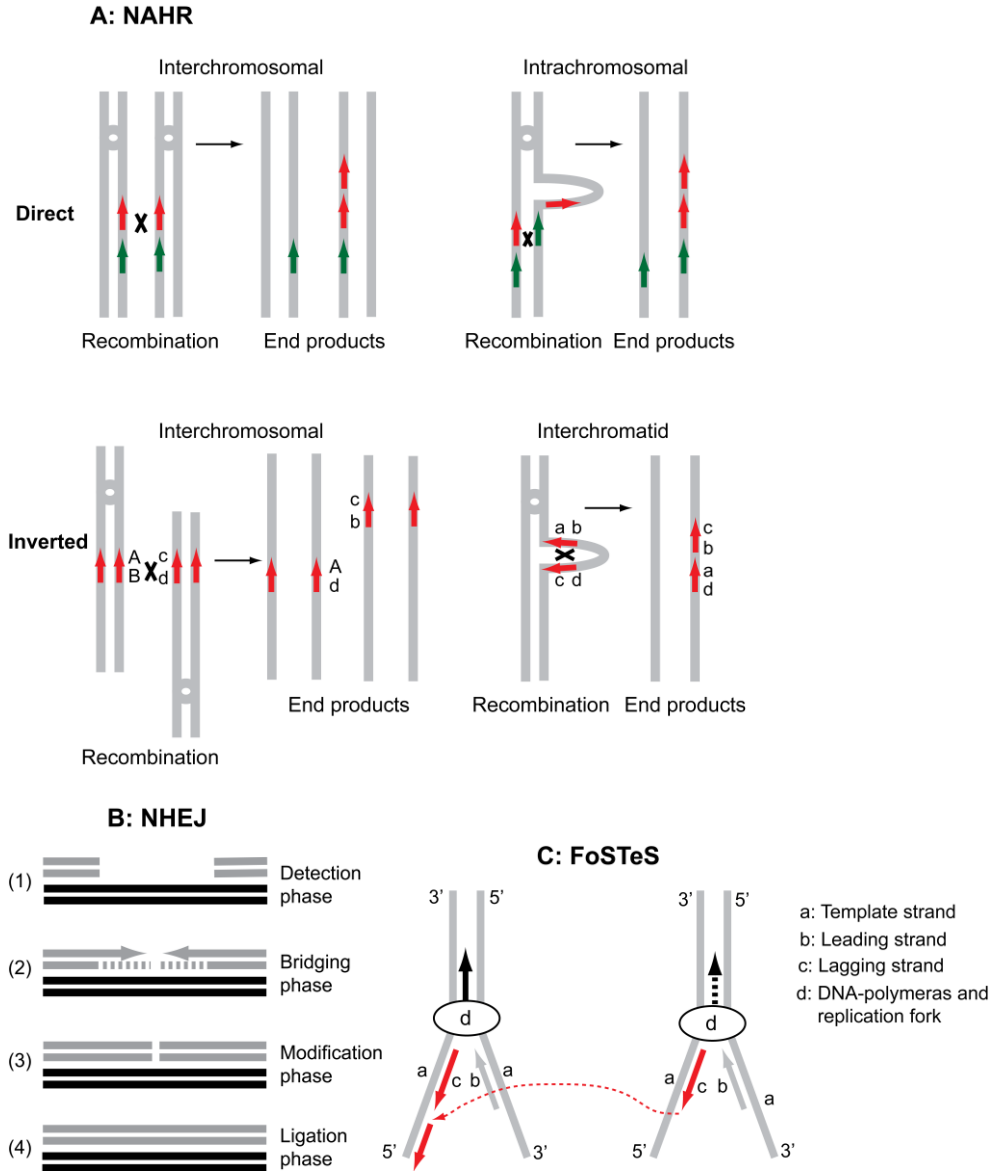 A: NAHR
Interchromosomal
Intrachromosomal
Direct
Recombination
End products
Recombination
End products
Interchromosomal
Interchromatid
Inverted
A
B
c
d
A
d
c
b
a b
c d
c
b
a
d
Recombination
End products
Recombination
End products
B: NHEJ
(1)
Detection
phase
(2)
Bridging
phase
(3)
Modification
phase
(4)
Ligation
phase
C: FoSTeS
3’
5’
d
a
c
b
a
5’
3’
3’
5’
d
a
c
b
a
5’
3’
a: Template strand
b: Leading strand
c: Lagging strand
d: DNA-polymeras and
replication fork